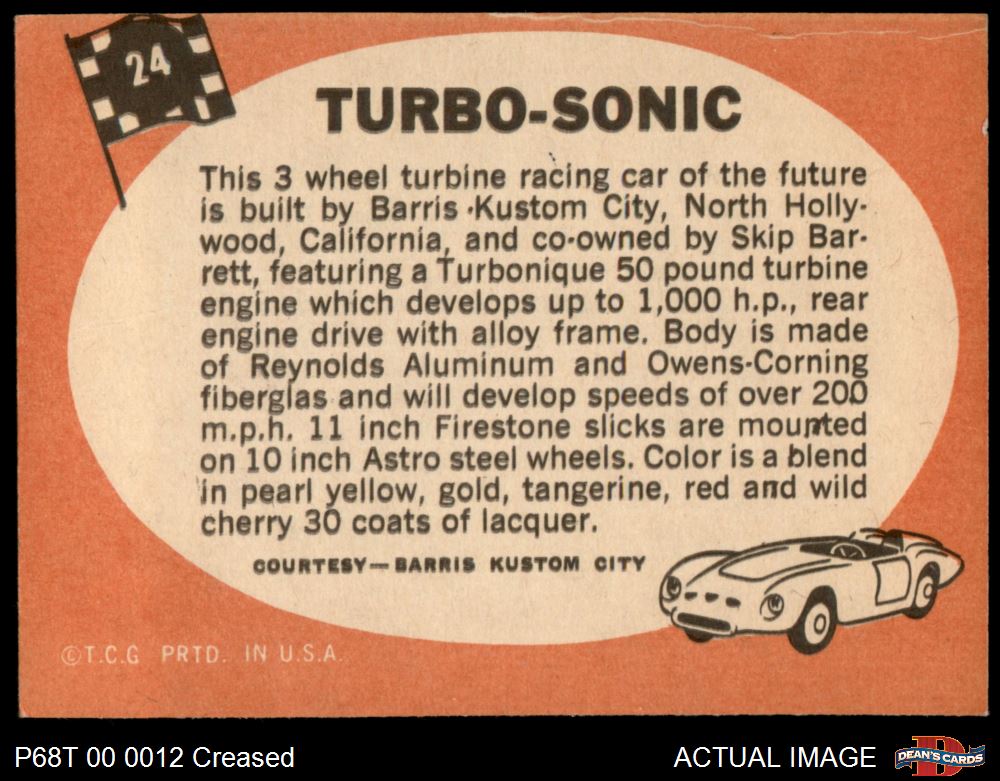 24
TURBO-SONIC
This 3 wheel turbine racing car of the future
is built by Barris Kustom City, North Holly-
wood, California, and co-owned by Skip Bar-
rett, featuring a Turbonique 50 pound turbine
engine which develops up to 1,000 h.p., rear
engine drive with alloy frame. Body is made
of Reynolds Aluminum and Owens-Corning
fiberglas and will develop speeds of over 200
m.p.h. 11 inch Firestone slicks are mounted
on 10 inch Astro steel wheels. Color is a blend
in pearl yellow, gold, tangerine, red and wild
cherry 30 coats of lacquer.
COURTESY—BARRIS KUSTOM CITY
©T.C.G PRTD. IN U.S.A.
P68T 00 0012 Creased
ACTUAL IMAGE
D
DEAN'S CARDS